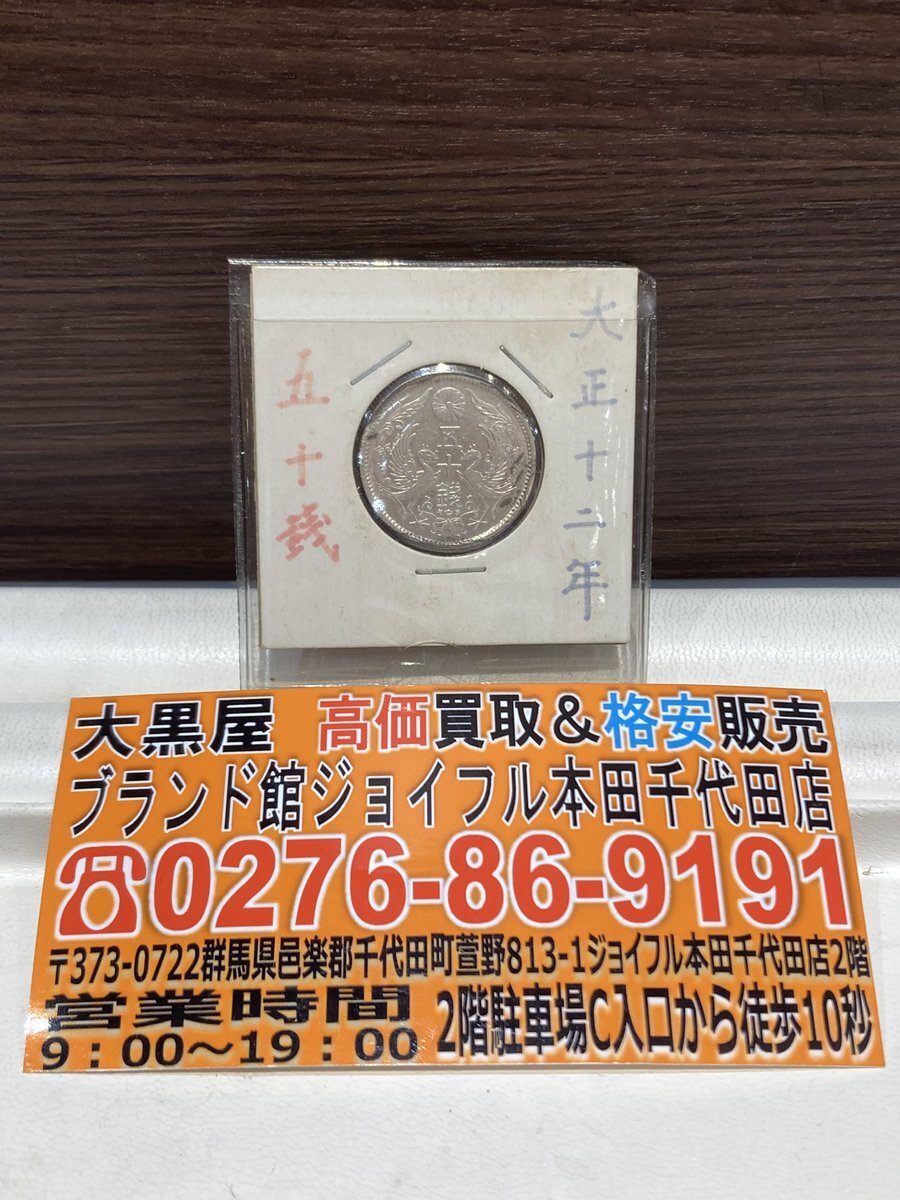 大正十二年
五十銭
五十銭
大黒屋 高価買取&格安販売
ブランド館ジョイフル本田千代田店
☎0276-86-9191
〒373-0722群馬県邑楽郡千代田町萱野813-1ジョイフル本田千代田店2階
営業時間
9：00〜19：00
2階駐車場C入口から徒歩10秒